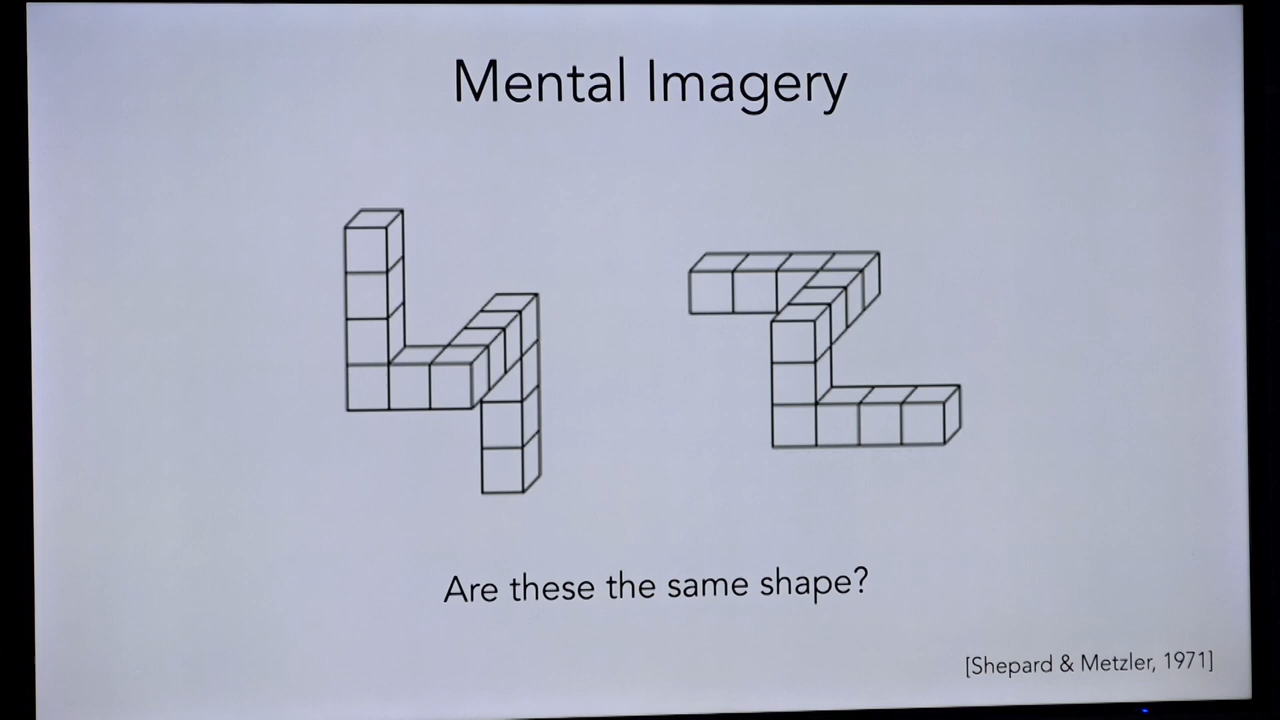 Mental Imagery
Are these the same shape?
[Shepard & Metzler, 1971]